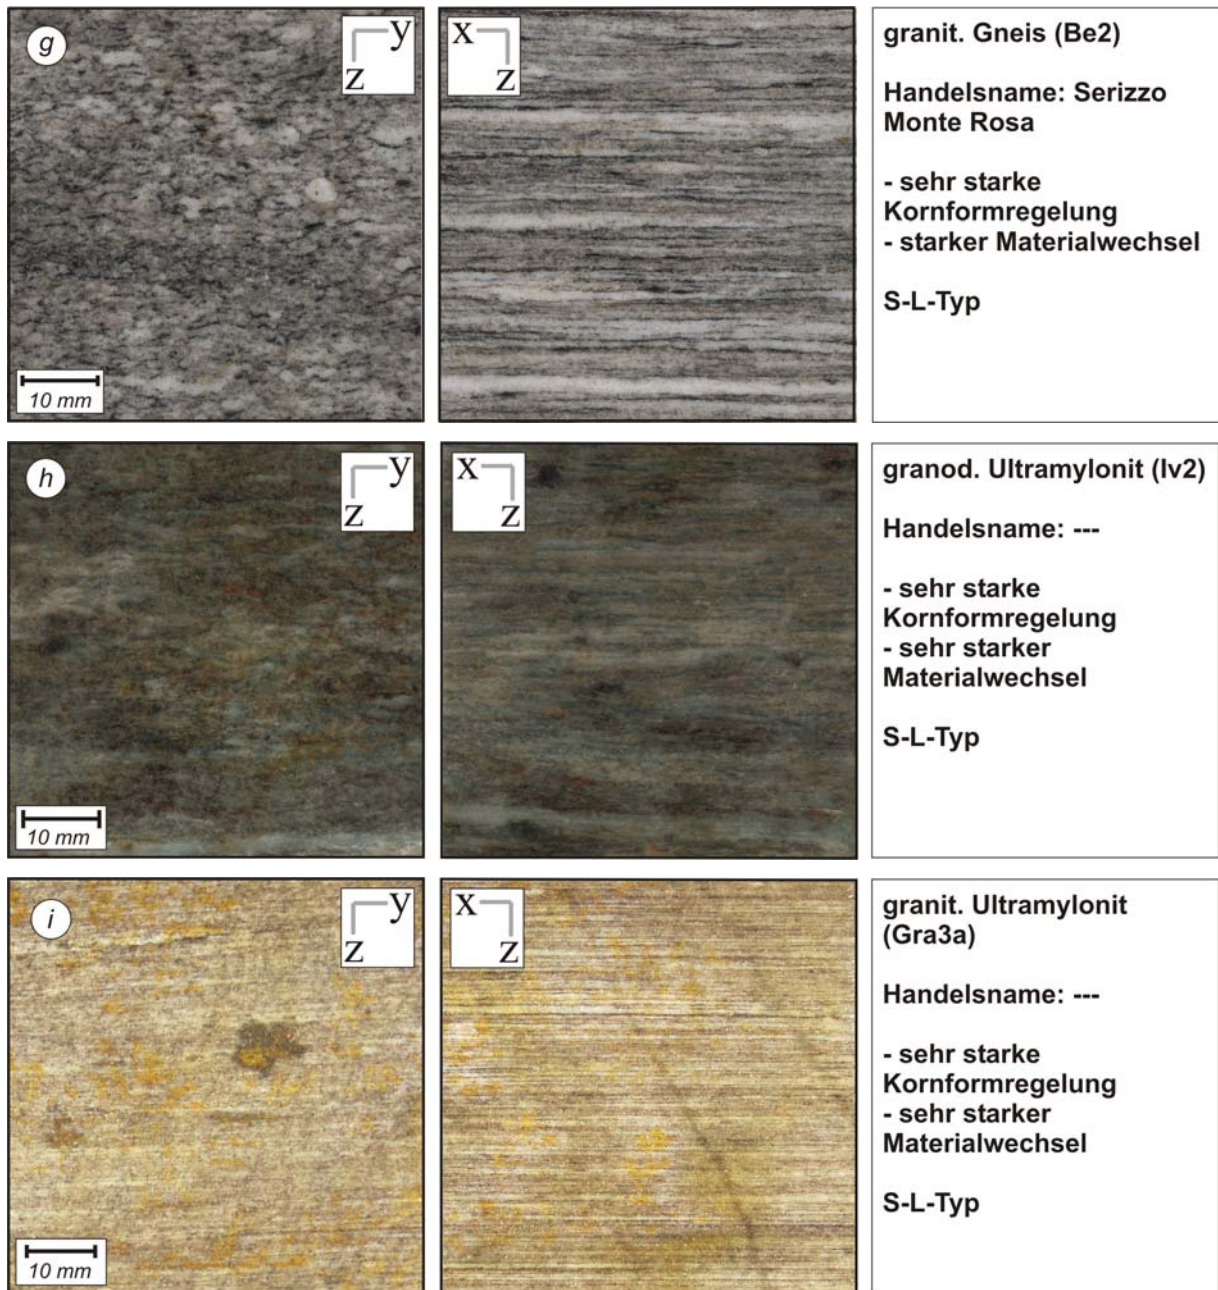 g
y
z
10 mm
x
z
granit. Gneis (Be2)
Handelsname: Serizzo
Monte Rosa
- sehr starke
Kornformregelung
- starker Materialwechsel
S-L-Typ
h
y
z
10 mm
x
z
granod. Ultramylonit (Iv2)
Handelsname: ---
- sehr starke
Kornformregelung
- sehr starker
Materialwechsel
S-L-Typ
i
y
z
10 mm
x
z
granit. Ultramylonit
(Gra3a)
Handelsname: ---
- sehr starke
Kornformregelung
- sehr starker
Materialwechsel
S-L-Typ